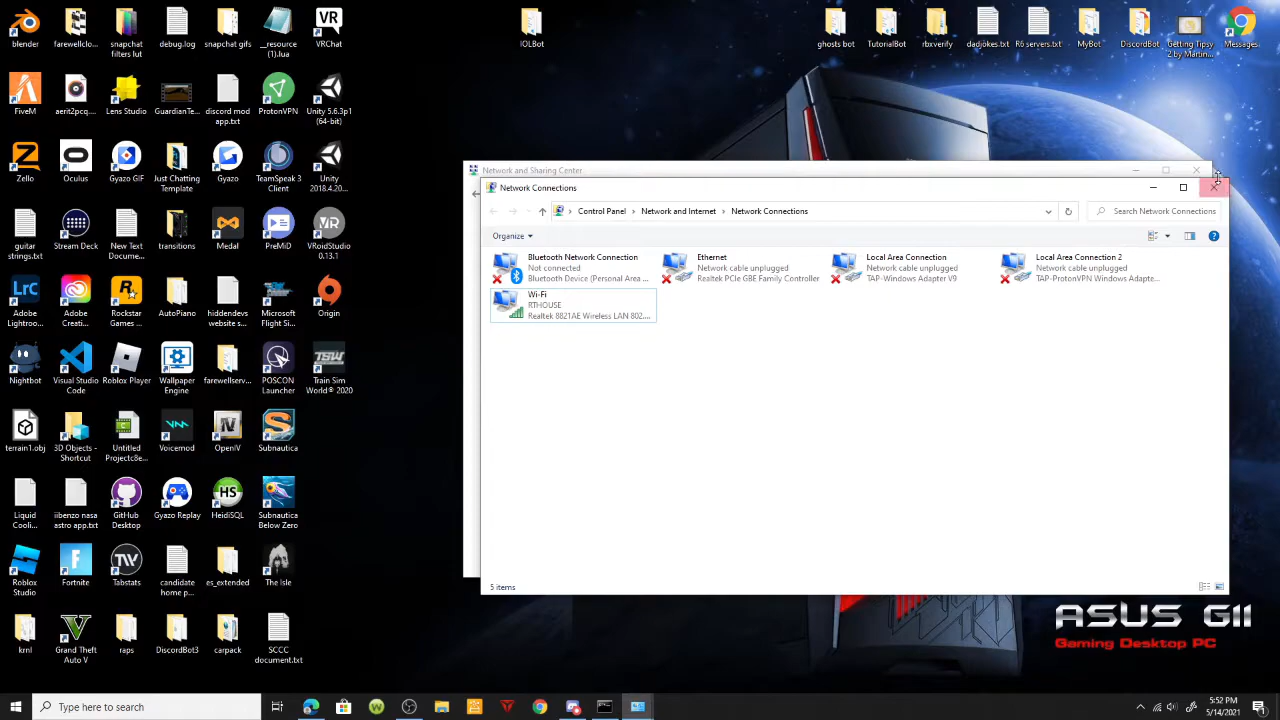 blender
farewellclo...
snapchat
filters lut
debug.log
snapchat gifs
__resource
(1).lua
VRChat
IOLBot
ghosts bot
TutorialBot
rbxverify
dadjokes.txt
R6 servers.txt
MyBot
DiscordBot
Getting Tipsy
2 by Martin...
Messages
FiveM
aerit2pcq....
Lens Studio
GuardianTe...
discord mod
app.txt
ProtonVPN
Unity 5.6.3p1
(64-bit)
Zello
Oculus
Gyazo GIF
Just Chatting
Template
Gyazo
TeamSpeak 3
Client
Unity
2018.4.20...
guitar
strings.txt
Stream Deck
New Text
Docume...
transitions
Medal
PreMiD
VRoidStudio
0.13.1
Adobe
Lightroo...
Adobe
Creati...
Rockstar
Games ...
AutoPiano
hiddendevs
website s...
Microsoft
Flight Si...
Origin
Nightbot
Visual Studio
Code
Roblox Player
Wallpaper
Engine
farewellserv...
POSCON
Launcher
Train Sim
World® 2020
terrain1.obj
3D Objects -
Shortcut
Untitled
Projectc8e...
Voicemod
OpenIV
Subnautica
Liquid
Cooli...
iibenzo nasa
astro app.txt
GitHub
Desktop
Gyazo Replay
HeidiSQL
Subnautica
Below Zero
Roblox
Studio
Fortnite
Tabstats
candidate
home p...
es_extended
The Isle
krnl
Grand Theft
Auto V
raps
DiscordBot3
carpack
SCCC
document.txt
Network and Sharing Center
Network Connections
Control Panel > Network and Internet > Network Connections
Search Network Connections
Organize
Bluetooth Network Connection
Not connected
Bluetooth Device (Personal Area ...
Ethernet
Network cable unplugged
Realtek PCIe GBE Family Controller
Local Area Connection
Network cable unplugged
TAP-Windows Adapter V9
Local Area Connection 2
Network cable unplugged
TAP-ProtonVPN Windows Adapte...
Wi-Fi
RTHOUSE
Realtek 8821AE Wireless LAN 802....
5 items
ASUS G11
Gaming Desktop PC
Type here to search
5:52 PM
5/14/2021